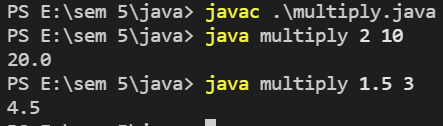 PS E:\sem 5\java> javac .\multiply.java
PS E:\sem 5\java> java multiply 2 10
20.0
PS E:\sem 5\java> java multiply 1.5 3
4.5